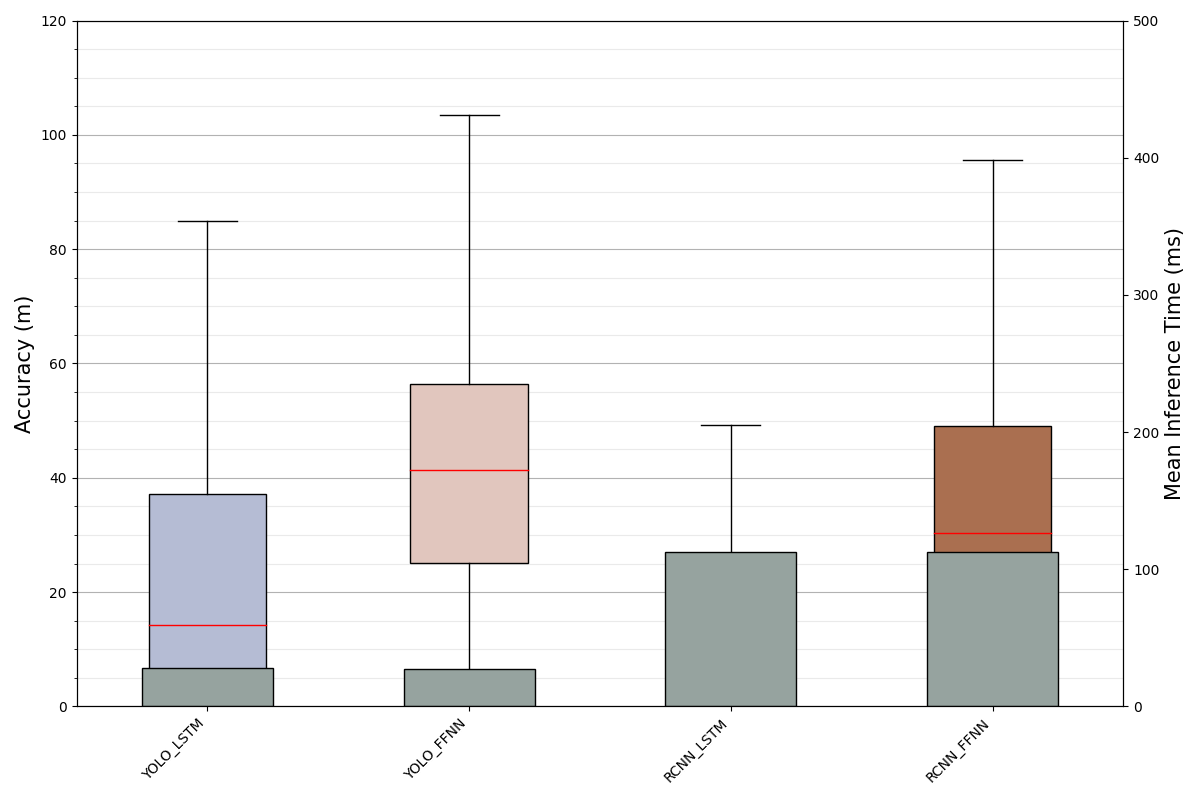 Accuracy (m)
120
100
80
60
40
20
0
YOLO_LSTM
YOLO_FFNN
RCNN_LSTM
RCNN_FFNN
500
400
300
200
100
0
Mean Inference Time (ms)